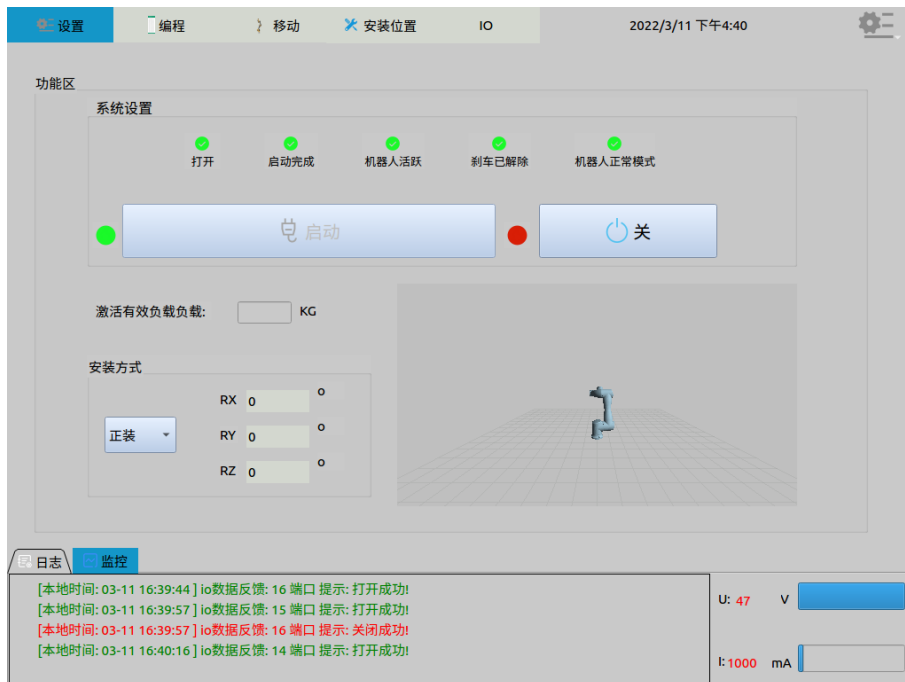 设置 编程 移动 安装位置 IO 2022/3/11 下午4:40
功能区
系统设置
打开 启动完成 机器人活跃 刹车已解除 机器人正常模式
启动 关
激活有效负载负载: KG
安装方式
RX 0 o
正装 RY 0 o
RZ 0 o
日志 监控
[本地时间: 03-11 16:39:44 ] io数据反馈: 16 端口 提示: 打开成功!
[本地时间: 03-11 16:39:57 ] io数据反馈: 15 端口 提示: 打开成功!
[本地时间: 03-11 16:39:57 ] io数据反馈: 16 端口 提示: 关闭成功!
[本地时间: 03-11 16:40:16 ] io数据反馈: 14 端口 提示: 打开成功!
U: 47 V
I: 1000 mA